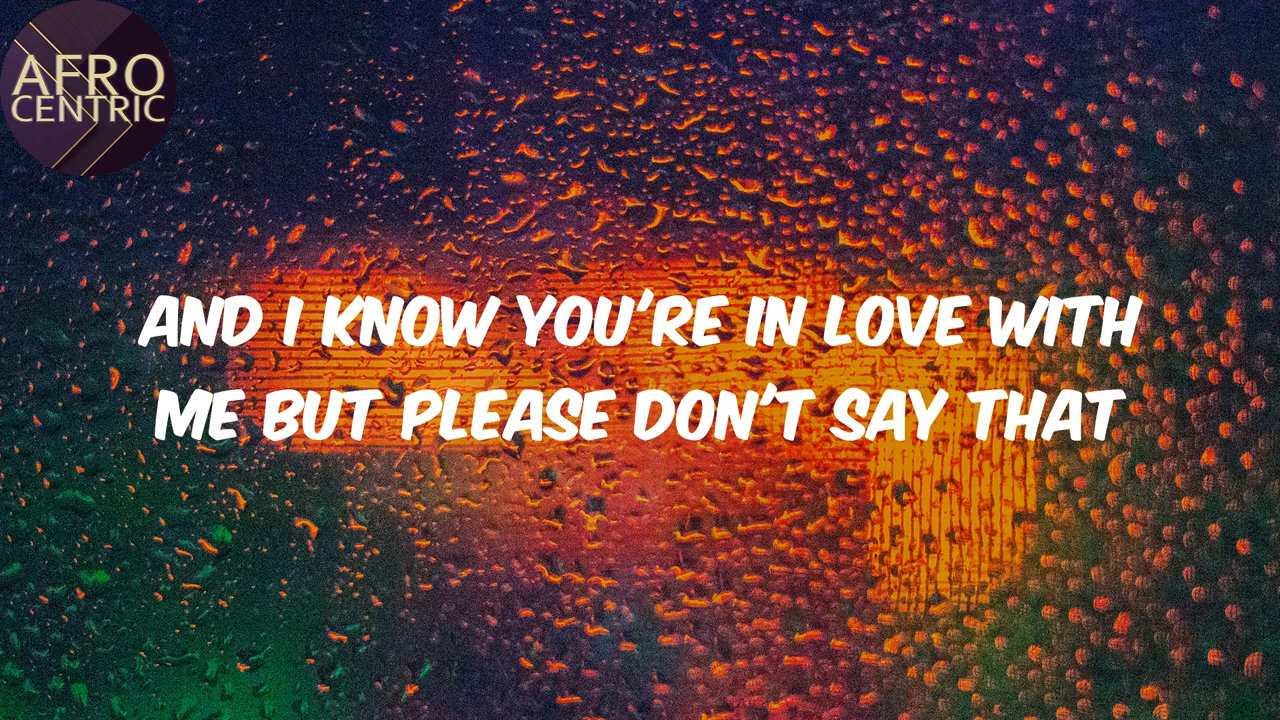 AFRO
CENTRIC
AND I KNOW YOU'RE IN LOVE WITH
ME BUT PLEASE DON'T SAY THAT